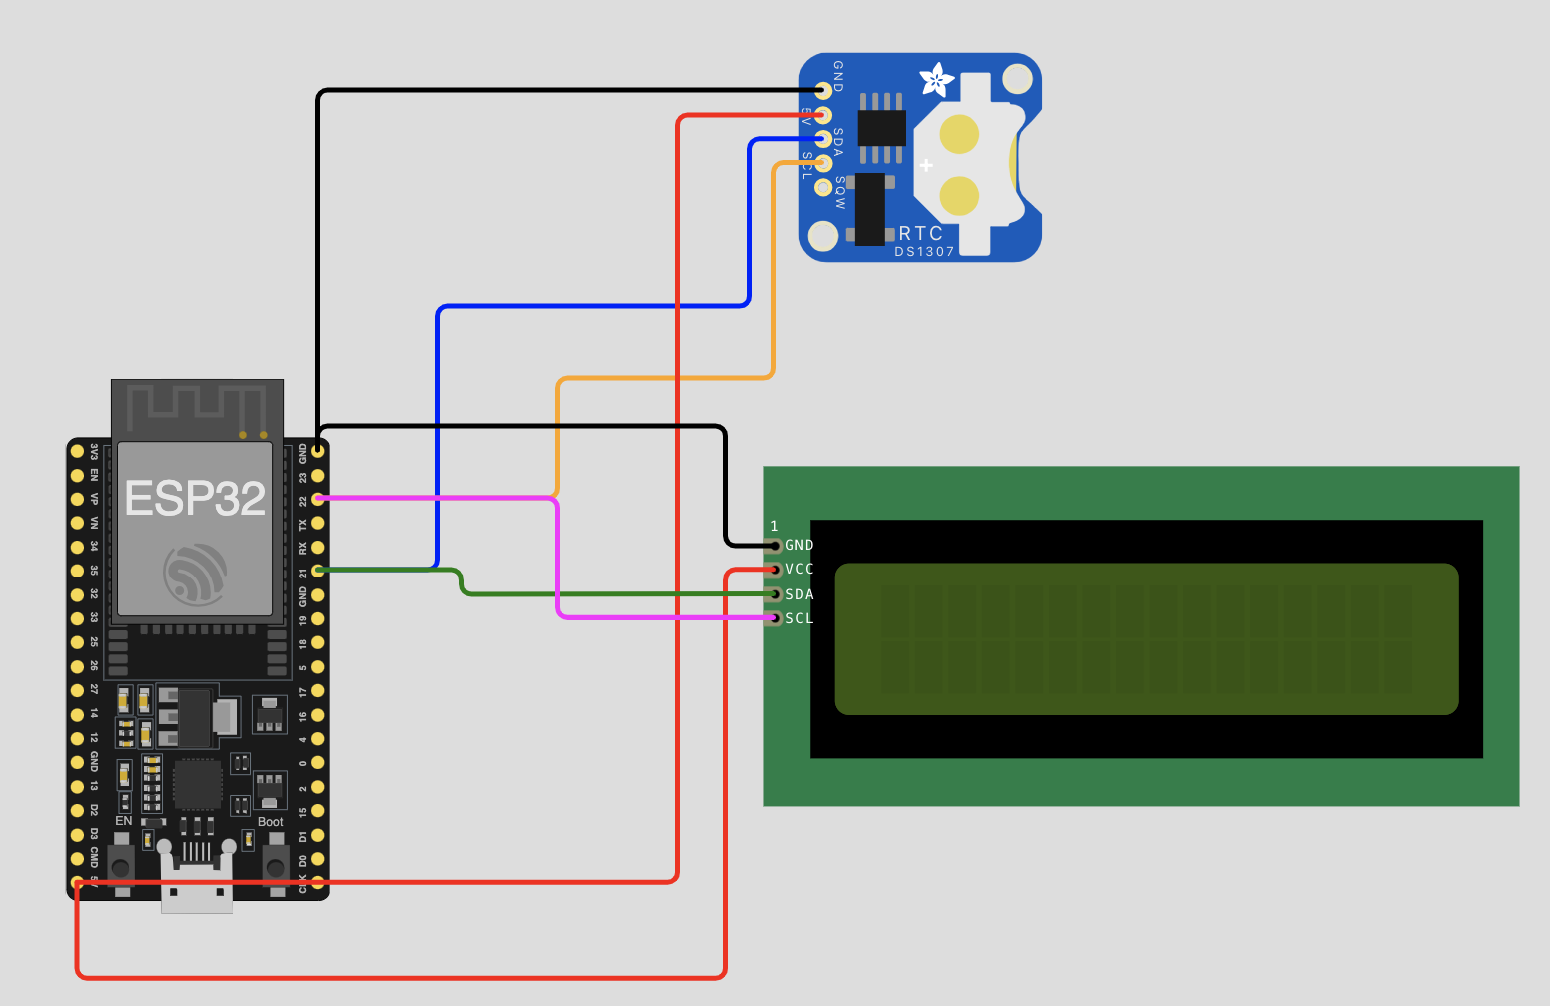 GND
5V
SDA
SCL
SQW
RTC
DS1307
ESP32
3V3
EN
VP
VN
34
35
32
33
25
26
27
14
12
GND
13
D2
D3
CMD
5V
GND
23
22
TX
RX
21
GND
19
18
5
17
16
4
0
2
15
D1
D0
CLK
EN
Boot
1
GND
VCC
SDA
SCL